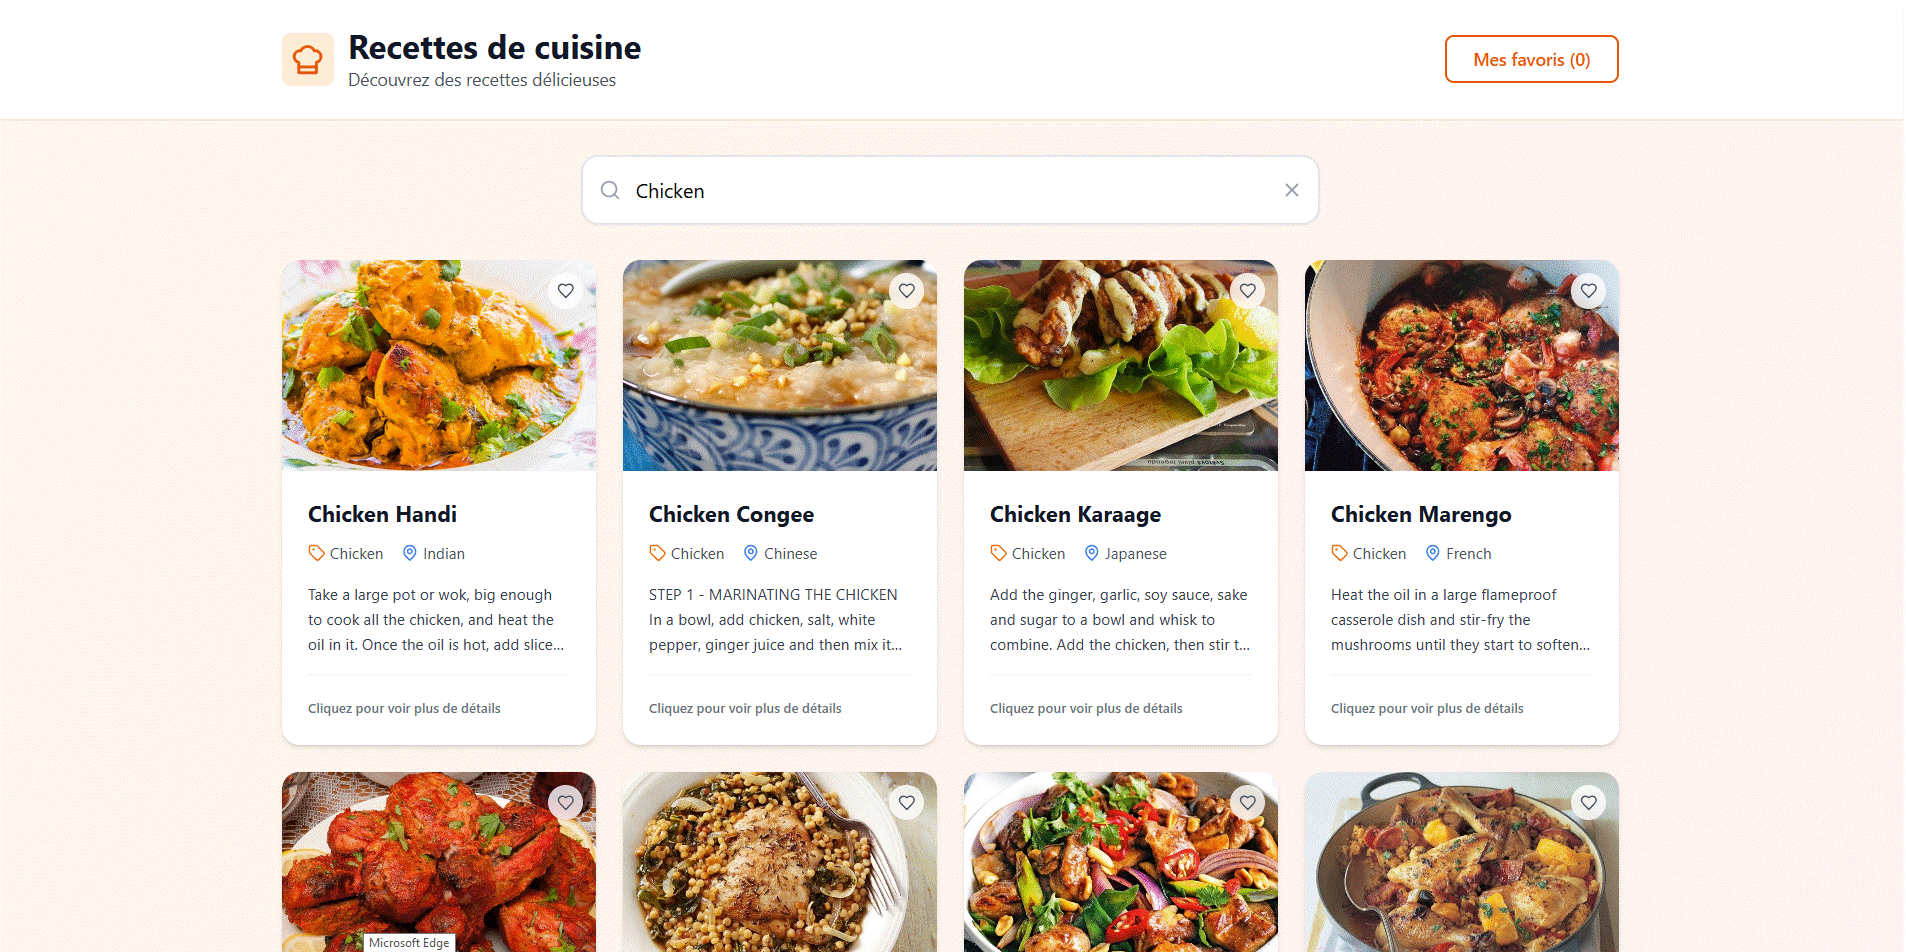 Recettes de cuisine
Découvrez des recettes délicieuses
Mes favoris (0)
Chicken
Chicken Handi
Chicken Indian
Take a large pot or wok, big enough
to cook all the chicken, and heat the
oil in it. Once the oil is hot, add slice...
Cliquez pour voir plus de détails
Chicken Congee
Chicken Chinese
STEP 1 - MARINATING THE CHICKEN
In a bowl, add chicken, salt, white
pepper, ginger juice and then mix it...
Cliquez pour voir plus de détails
Chicken Karaage
Chicken Japanese
Add the ginger, garlic, soy sauce, sake
and sugar to a bowl and whisk to
combine. Add the chicken, then stir t...
Cliquez pour voir plus de détails
Chicken Marengo
Chicken French
Heat the oil in a large flameproof
casserole dish and stir-fry the
mushrooms until they start to soften...
Cliquez pour voir plus de détails
Microsoft Edge